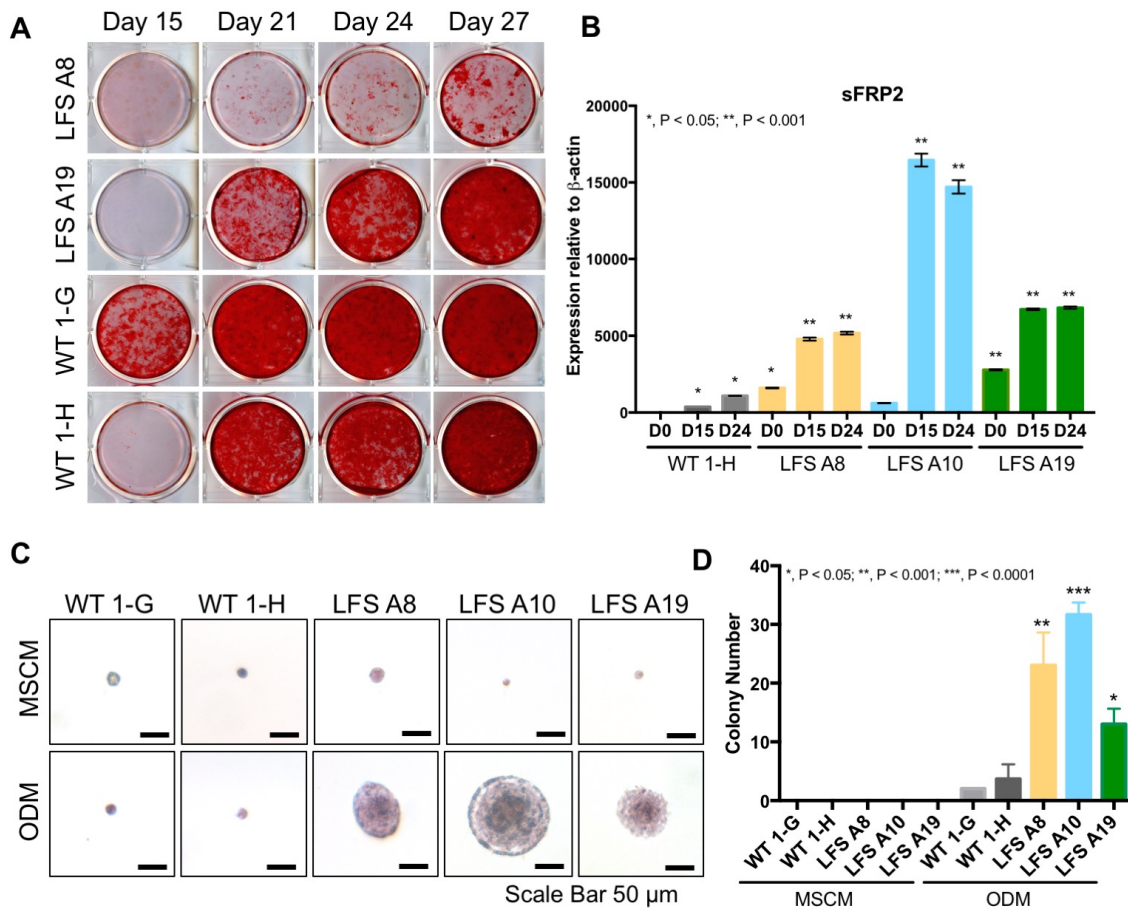 A
Day 15 Day 21 Day 24 Day 27
LFS A8
LFS A19
WT 1-G
WT 1-H
B
sFRP2
*, P < 0.05; **, P < 0.001
Expression relative to β-actin
20000
15000
10000
5000
0
* * * ** ** ** ** ** ** **
D0 D15 D24 D0 D15 D24 D0 D15 D24 D0 D15 D24
WT 1-H LFS A8 LFS A10 LFS A19
C
WT 1-G WT 1-H LFS A8 LFS A10 LFS A19
MSCM
ODM
Scale Bar 50 μm
D
*, P < 0.05; **, P < 0.001; ***, P < 0.0001
Colony Number
40
30
20
10
0
** *** *
WT 1-G WT 1-H LFS A8 LFS A10 LFS A19 WT 1-G WT 1-H LFS A8 LFS A10 LFS A19
MSCM ODM